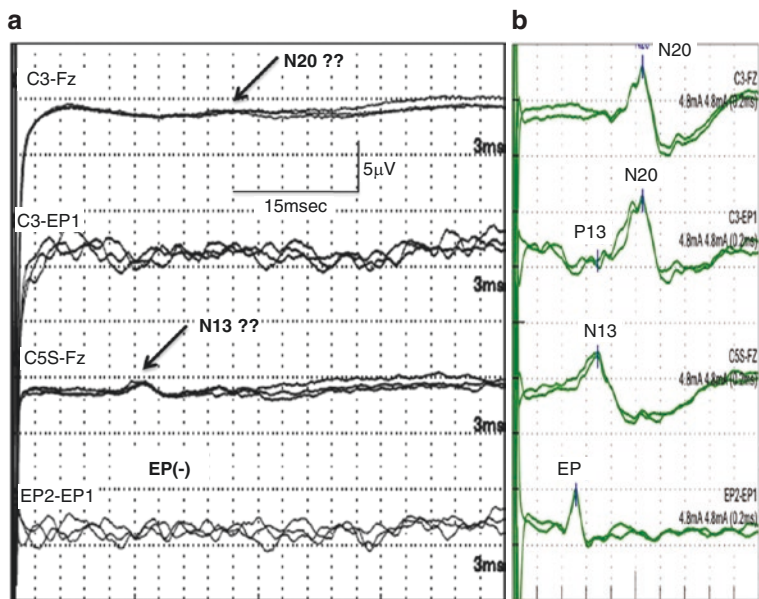 a
C3-Fz
N20 ??
3ms
5µV
15msec
C3-EP1
3ms
N13 ??
C5S-Fz
3ms
EP(-)
EP2-EP1
3ms
b
N20
N20
C3-FZ
4.8mA 4.8mA (0.2ms)
N20
C3-EP1
P13
4.8mA 4.8mA (0.2ms)
N13
C5S-FZ
4.8mA 4.8mA (0.2ms)
EP
EP2-EP1
4.8mA 4.8mA (0.2ms)